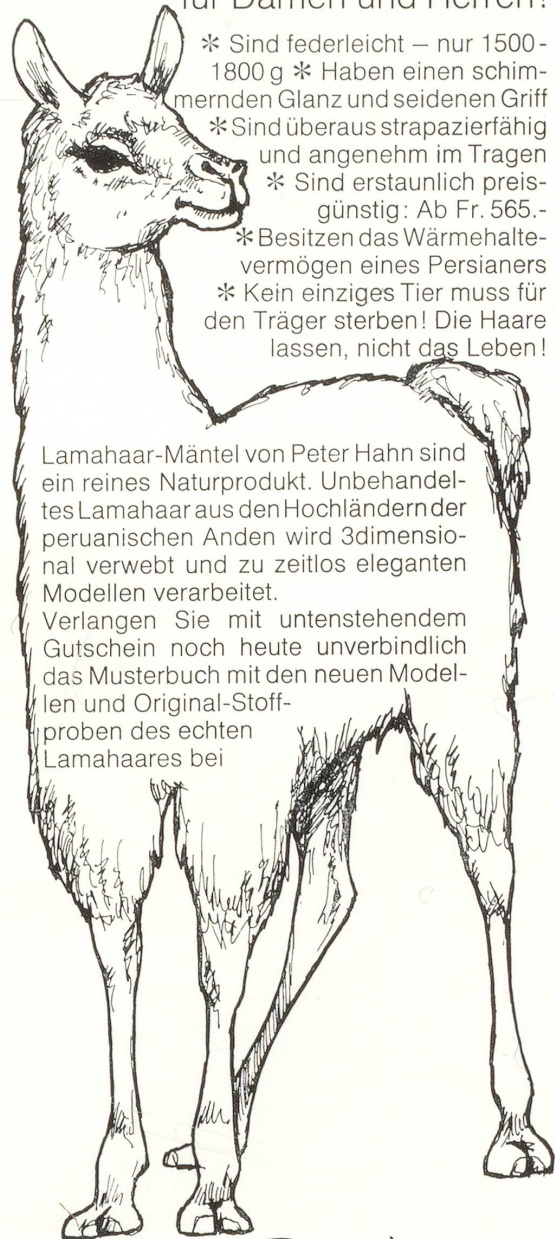 für Damen und Herren!
✻ Sind federleicht – nur 1500-
1800 g ✻ Haben einen schim-
mernden Glanz und seidenen Griff
✻ Sind überaus strapazierfähig
und angenehm im Tragen
✻ Sind erstaunlich preis-
günstig: Ab Fr. 565.-
✻ Besitzen das Wärmehalte-
vermögen eines Persianers
✻ Kein einziges Tier muss für
den Träger sterben! Die Haare
lassen, nicht das Leben!
Lamahaar-Mäntel von Peter Hahn sind
ein reines Naturprodukt. Unbehandel-
tes Lamahaar aus den Hochländern der
peruanischen Anden wird 3dimensio-
nal verwebt und zu zeitlos eleganten
Modellen verarbeitet.
Verlangen Sie mit untenstehendem
Gutschein noch heute unverbindlich
das Musterbuch mit den neuen Model-
len und Original-Stoff-
proben des echten
Lamahaares bei